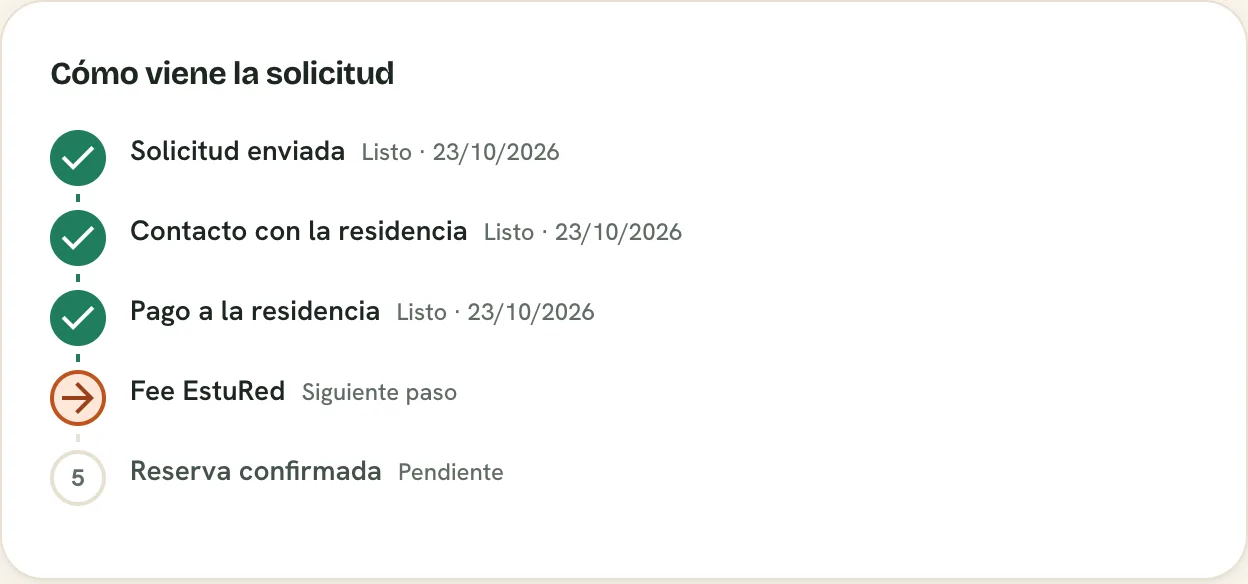 Cómo viene la solicitud
Solicitud enviada Listo · 23/10/2026
Contacto con la residencia Listo · 23/10/2026
Pago a la residencia Listo · 23/10/2026
Fee EstuRed Siguiente paso
5 Reserva confirmada Pendiente